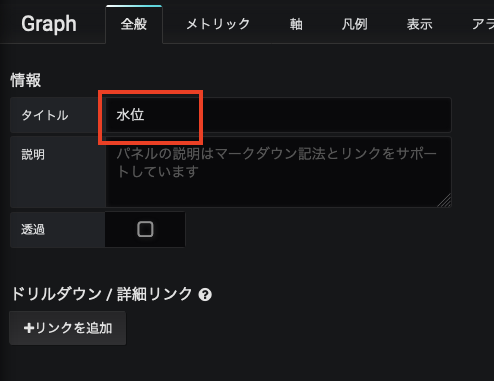 Graph 全般 メトリック 軸 凡例 表示 アラ
情報
タイトル 水位
説明 パネルの説明はマークダウン記法とリンクをサポー
トしています
透過
ドリルダウン / 詳細リンク ?
+リンクを追加